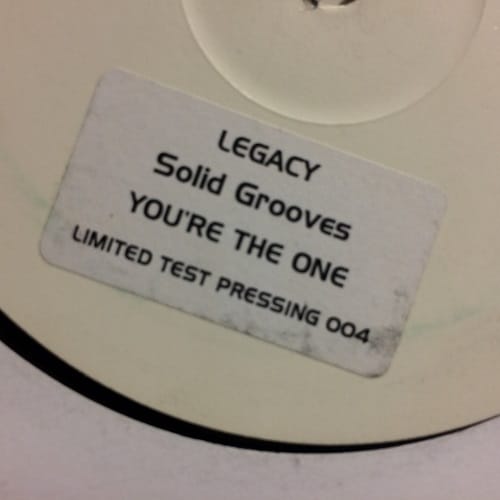 LEGACY
Solid Grooves
YOU'RE THE ONE
LIMITED TEST PRESSING 004